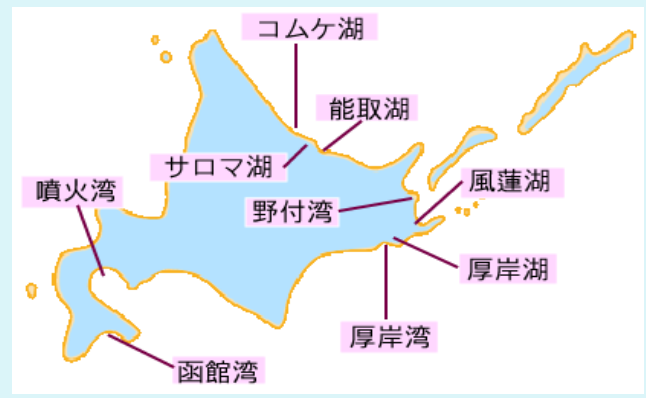 コムケ湖
能取湖
サロマ湖
噴火湾
野付湾
風蓮湖
厚岸湖
厚岸湾
函館湾